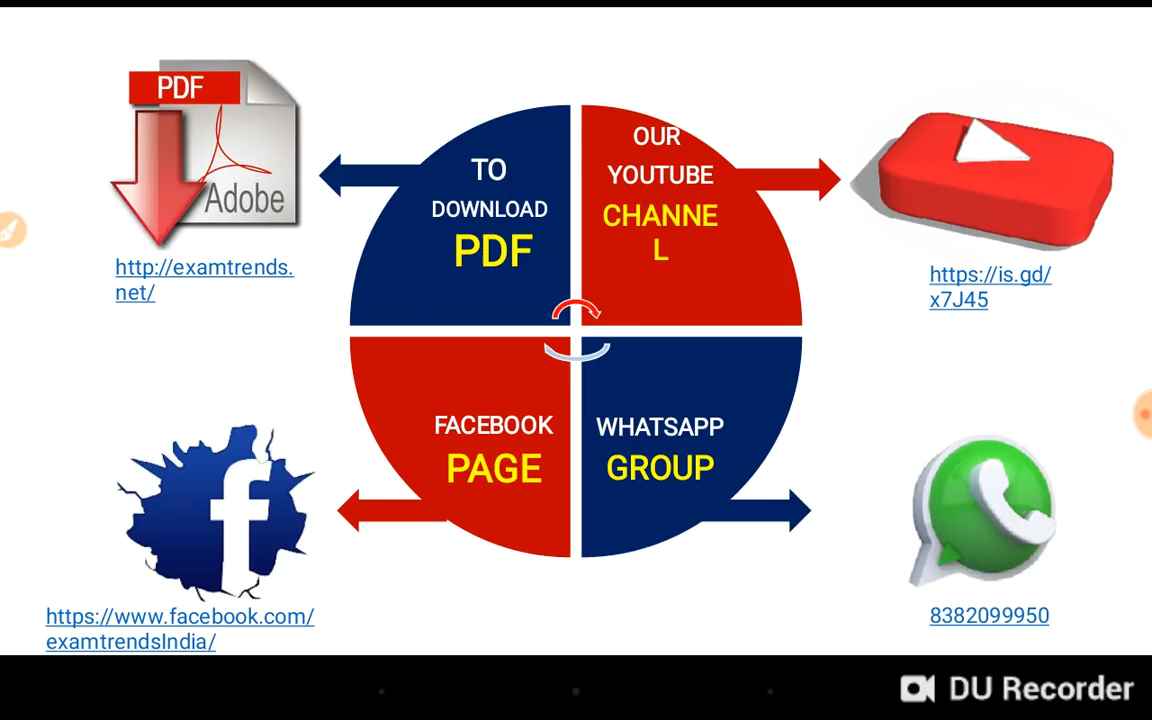 PDF
Adobe
http://examtrends.
net/
TO
DOWNLOAD
PDF
OUR
YOUTUBE
CHANNE
L
https://is.gd/
x7J45
FACEBOOK
PAGE
WHATSAPP
GROUP
f
https://www.facebook.com/
examtrendsIndia/
8382099950
DU Recorder